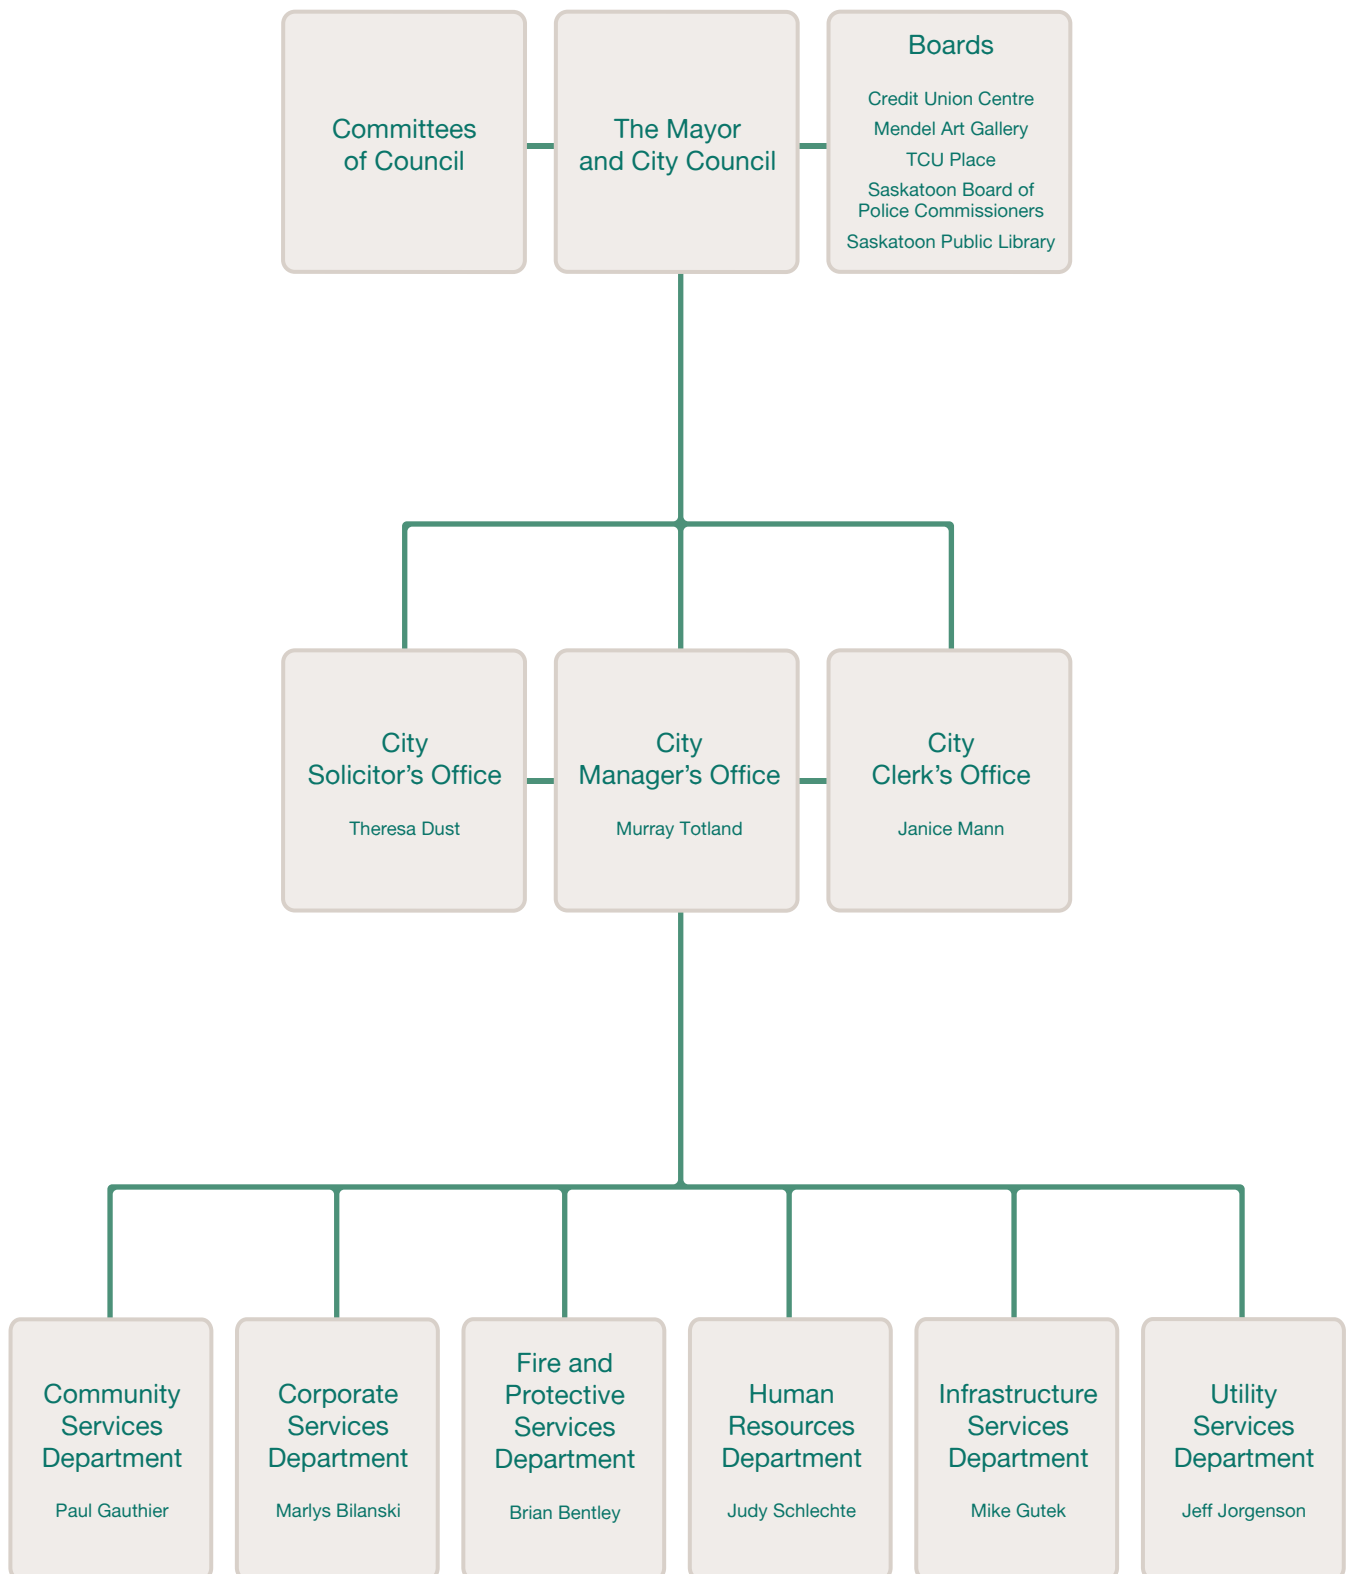 Committees
of Council
The Mayor
and City Council
Boards
Credit Union Centre
Mendel Art Gallery
TCU Place
Saskatoon Board of
Police Commissioners
Saskatoon Public Library
City
Solicitor’s Office
Theresa Dust
City
Manager’s Office
Murray Totland
City
Clerk’s Office
Janice Mann
Community
Services
Department
Paul Gauthier
Corporate
Services
Department
Marlys Bilanski
Fire and
Protective
Services
Department
Brian Bentley
Human
Resources
Department
Judy Schlechte
Infrastructure
Services
Department
Mike Gutek
Utility
Services
Department
Jeff Jorgenson